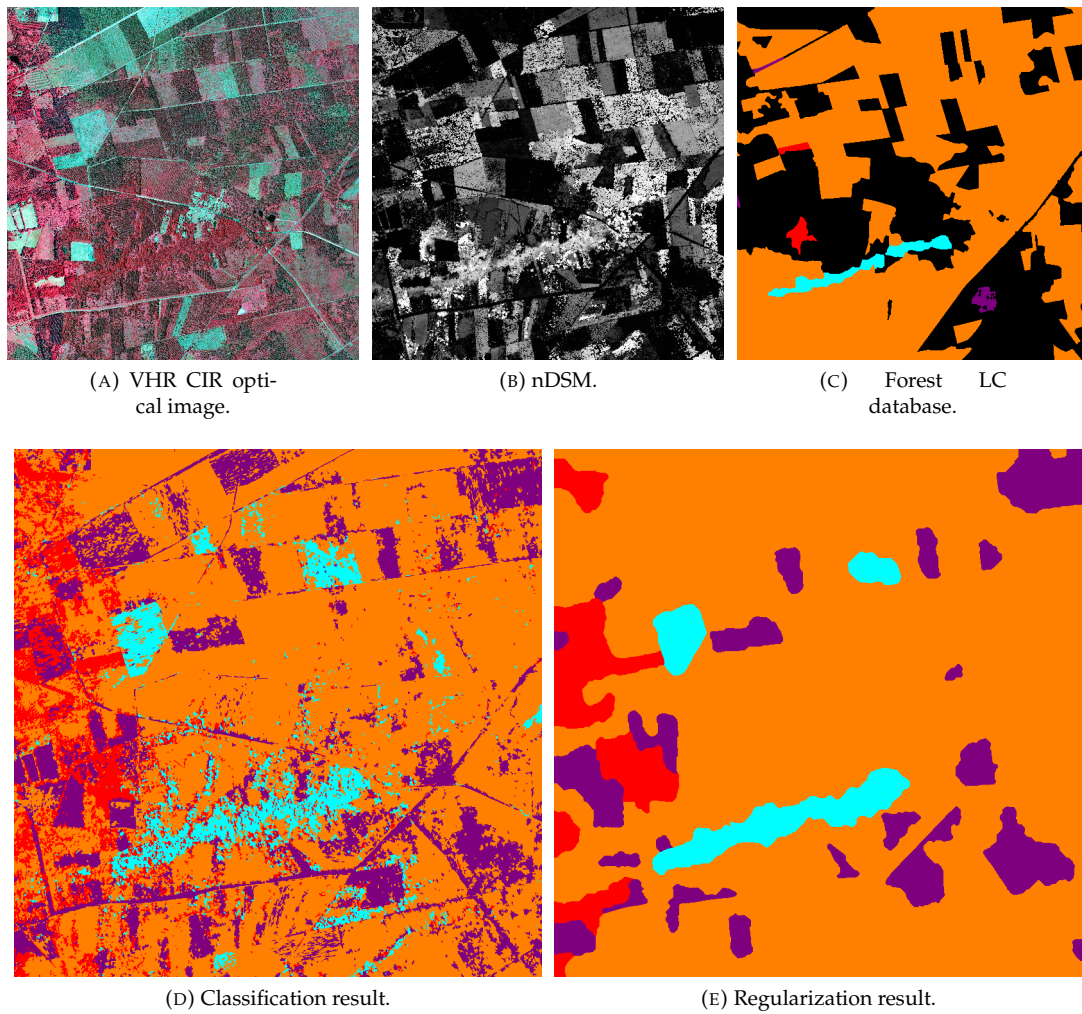 (A) VHR CIR opti-
cal image.
(B) nDSM.
(C) Forest LC
database.
(D) Classification result.
(E) Regularization result.